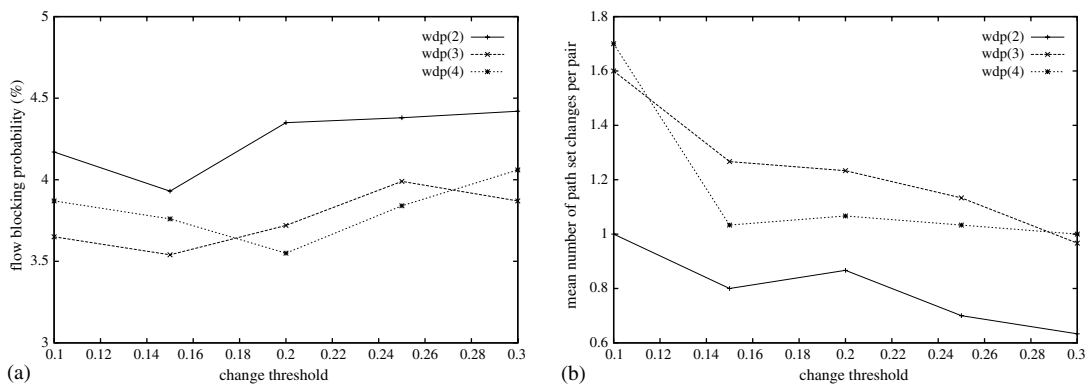 5
4.5
4
3.5
3
0.1
0.12
0.14
0.16
0.18
0.2
0.22
0.24
0.26
0.28
0.3
flow blocking probability (%)
change threshold
wdp(2)
wdp(3)
wdp(4)
(a)
1.8
1.6
1.4
1.2
1
0.8
0.6
0.1
0.12
0.14
0.16
0.18
0.2
0.22
0.24
0.26
0.28
0.3
mean number of path set changes per pair
change threshold
wdp(2)
wdp(3)
wdp(4)
(b)